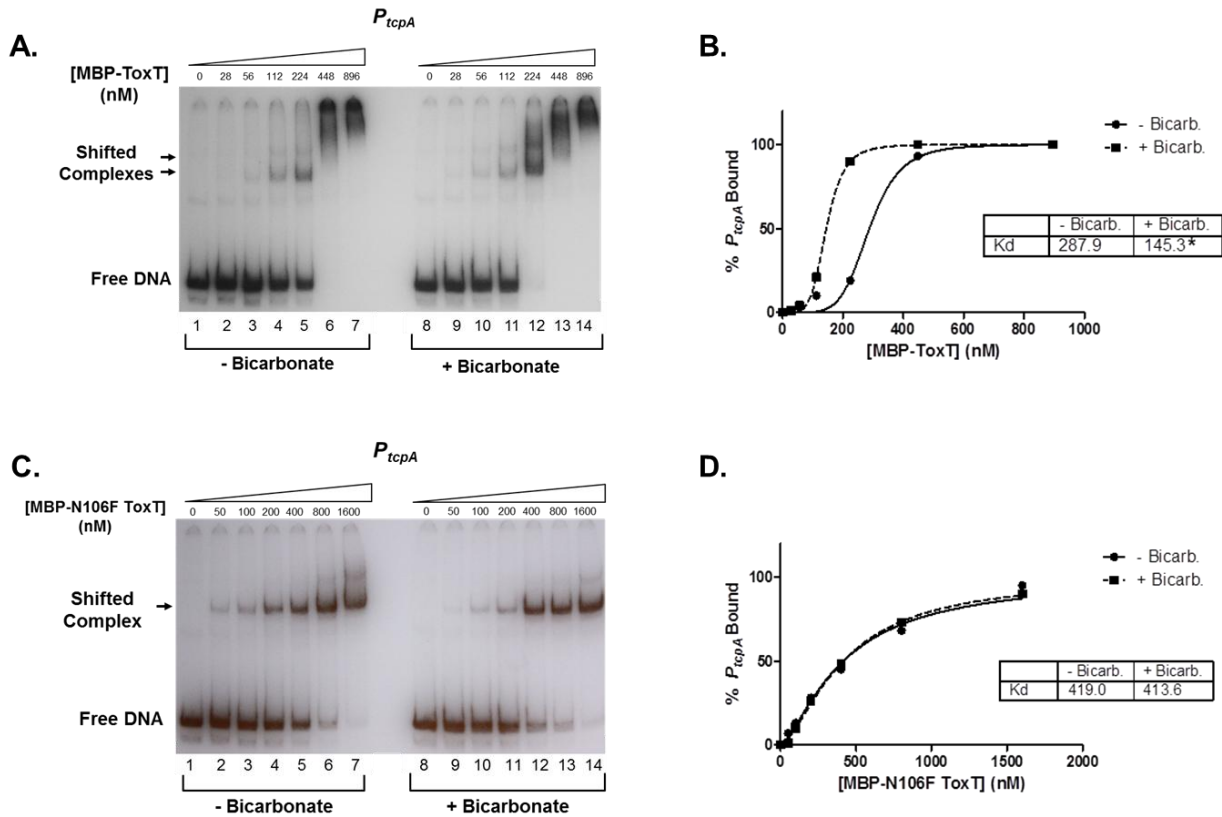 A.
P_tcpA
[MBP-ToxT]
(nM)
0 28 56 112 224 448 896
0 28 56 112 224 448 896
Shifted
Complexes
Free DNA
1 2 3 4 5 6 7
8 9 10 11 12 13 14
- Bicarbonate
+ Bicarbonate
B.
% P_tcpA Bound
100
50
0
0 200 400 600 800 1000
[MBP-ToxT] (nM)
- Bicarb.
+ Bicarb.
- Bicarb. + Bicarb.
Kd 287.9 145.3*
C.
P_tcpA
[MBP-N106F ToxT]
(nM)
0 50 100 200 400 800 1600
0 50 100 200 400 800 1600
Shifted
Complex
Free DNA
1 2 3 4 5 6 7
8 9 10 11 12 13 14
- Bicarbonate
+ Bicarbonate
D.
% P_tcpA Bound
100
50
0
0 500 1000 1500 2000
[MBP-N106F ToxT] (nM)
- Bicarb.
+ Bicarb.
- Bicarb. + Bicarb.
Kd 419.0 413.6